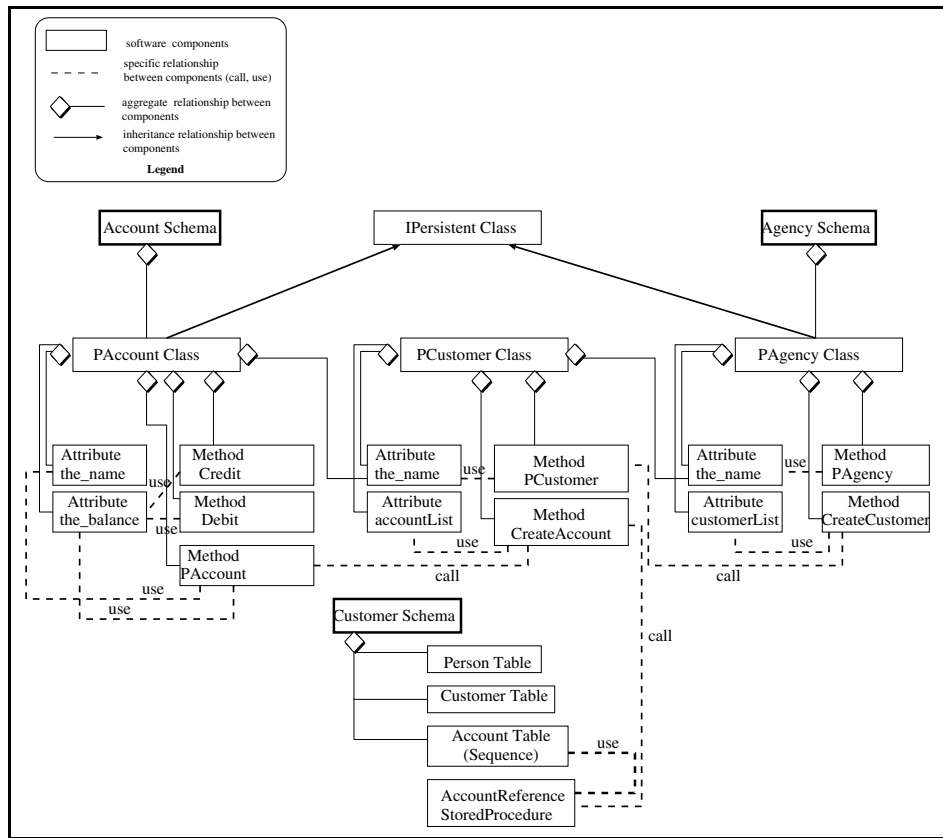 software components
specific relationship
between components (call, use)
aggregate relationship between
components
inheritance relationship between
components
Legend
Account Schema
IPersistent Class
Agency Schema
PAccount Class
PCustomer Class
PAgency Class
Attribute
the_name
Method
Credit
Attribute
the_name
use
Method
PCustomer
Attribute
the_name
use
Method
PAgency
use
Attribute
the_balance
use
Method
Debit
Attribute
accountList
Method
CreateAccount
Attribute
customerList
Method
CreateCustomer
use
use
Method
PAccount
call
call
use
use
Customer Schema
call
Person Table
Customer Table
Account Table
(Sequence)
use
AccountReference
StoredProcedure